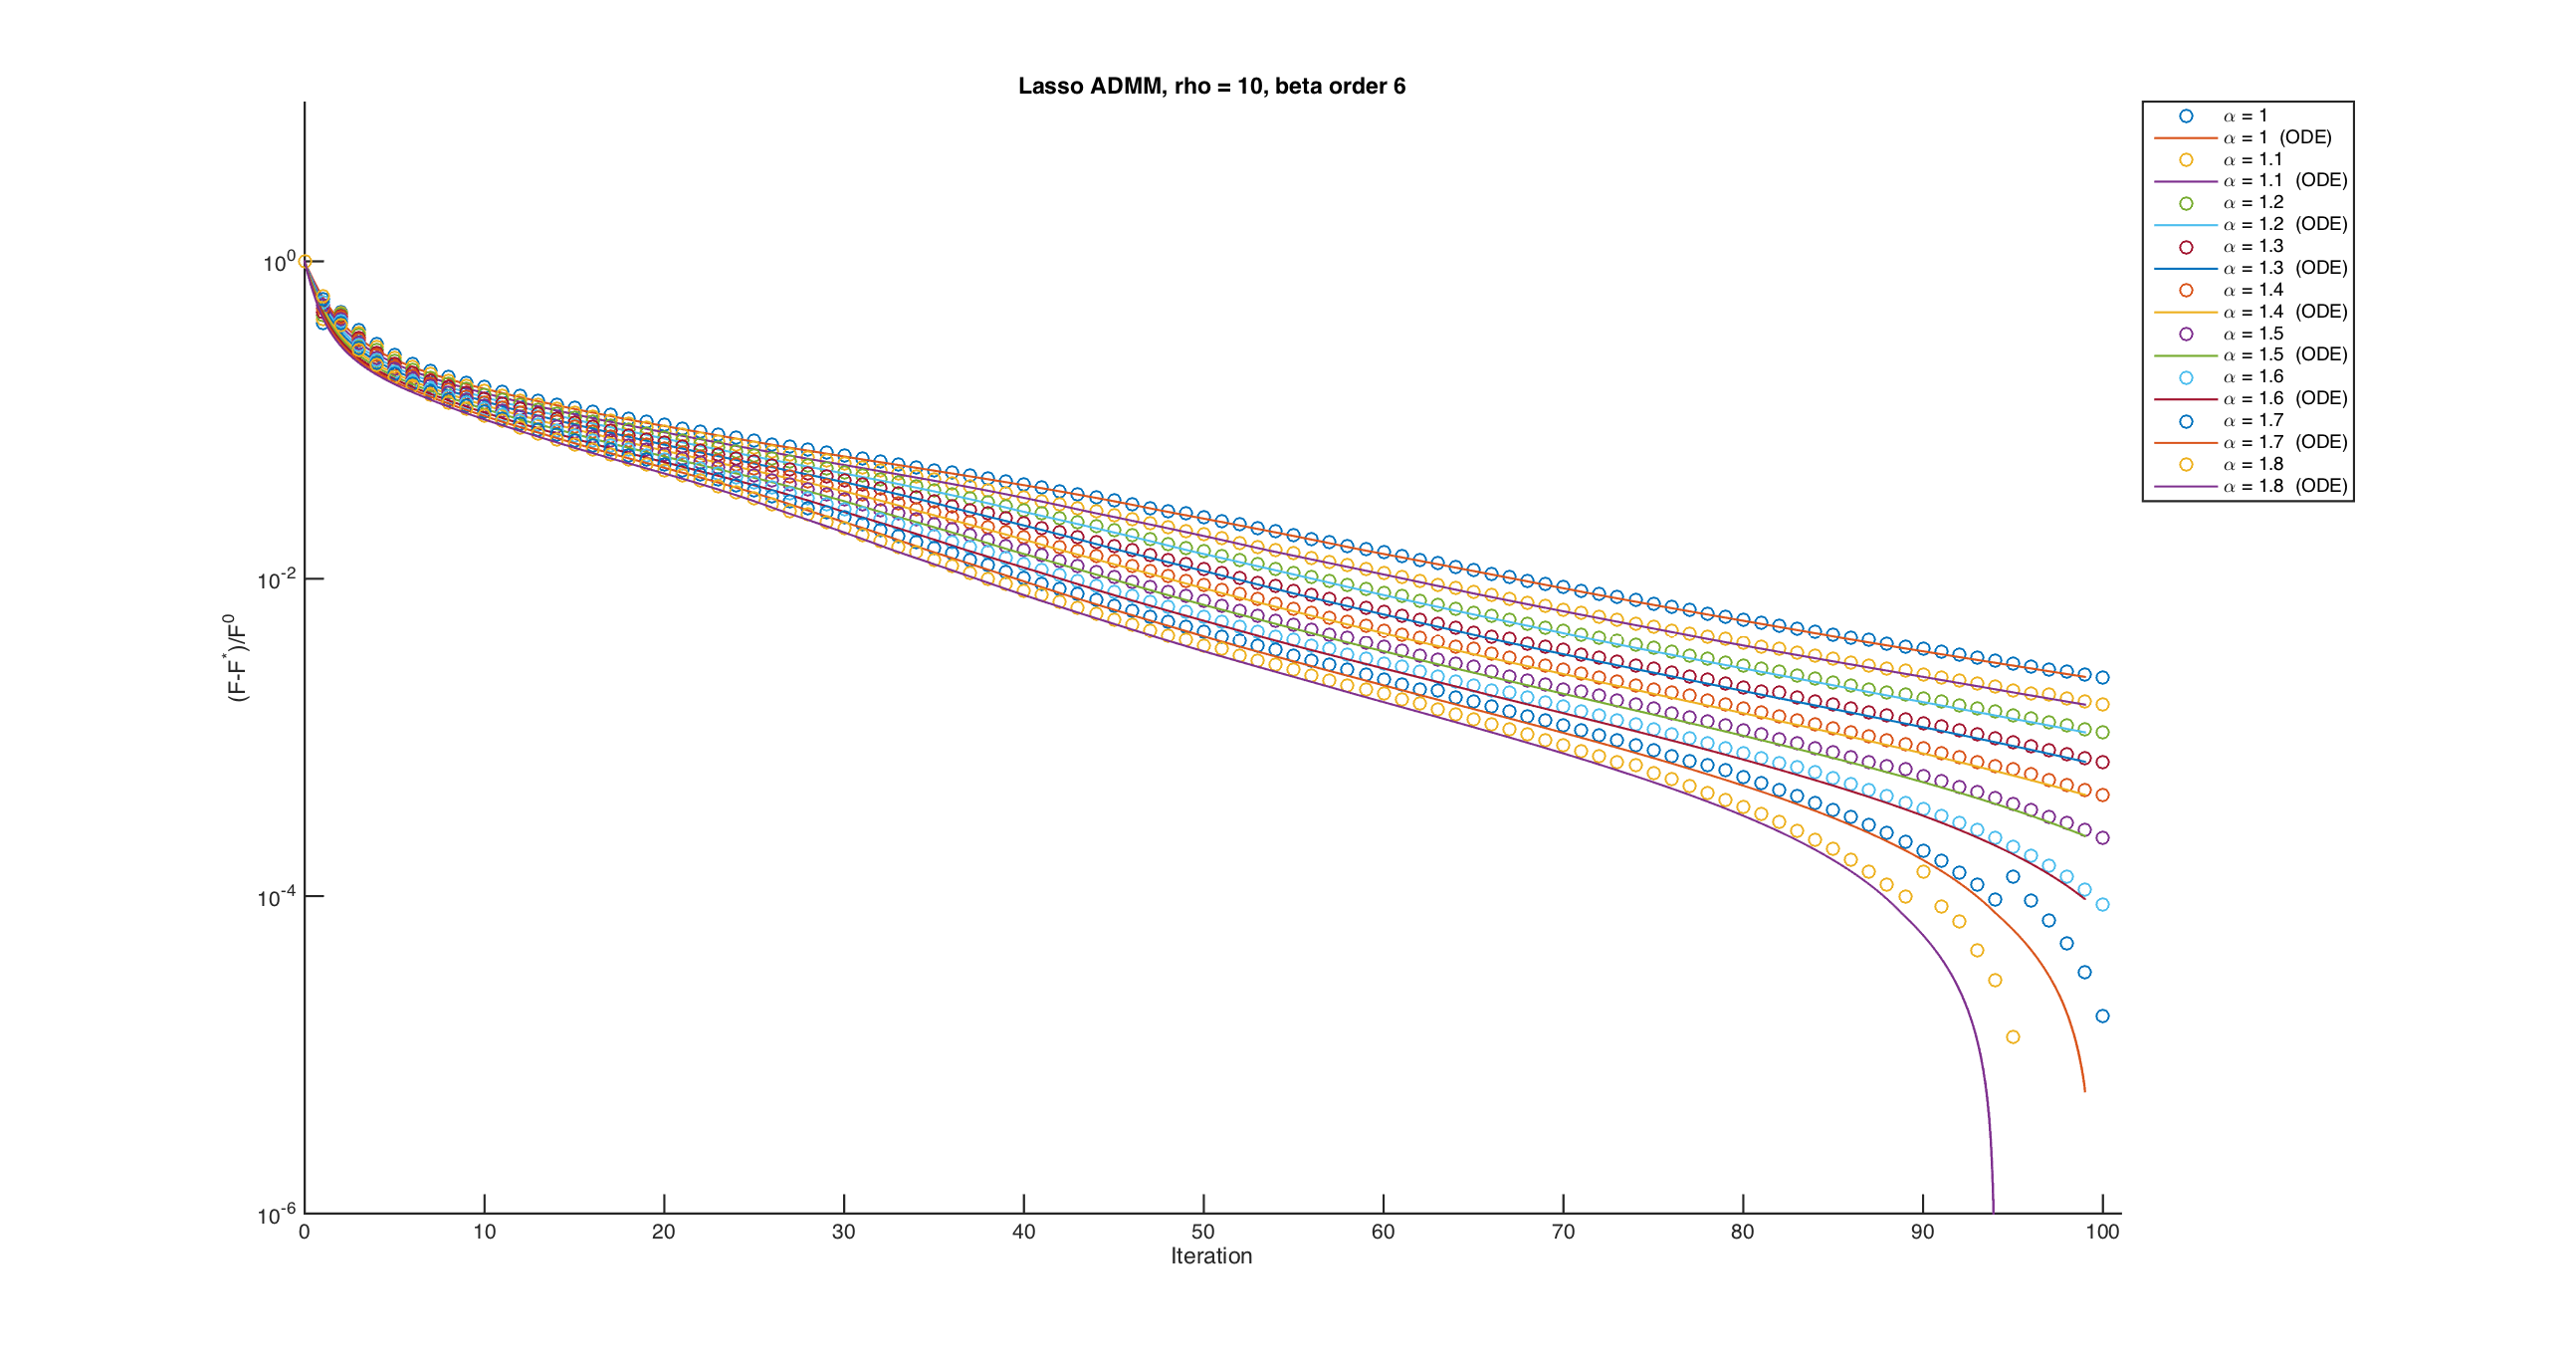 Lasso ADMM, rho = 10, beta order 6
α = 1
α = 1 (ODE)
α = 1.1
α = 1.1 (ODE)
α = 1.2
α = 1.2 (ODE)
α = 1.3
α = 1.3 (ODE)
α = 1.4
α = 1.4 (ODE)
α = 1.5
α = 1.5 (ODE)
α = 1.6
α = 1.6 (ODE)
α = 1.7
α = 1.7 (ODE)
α = 1.8
α = 1.8 (ODE)
10^0
10^-2
10^-4
10^-6
(F-F^*)/F^0
0 10 20 30 40 50 60 70 80 90 100
Iteration